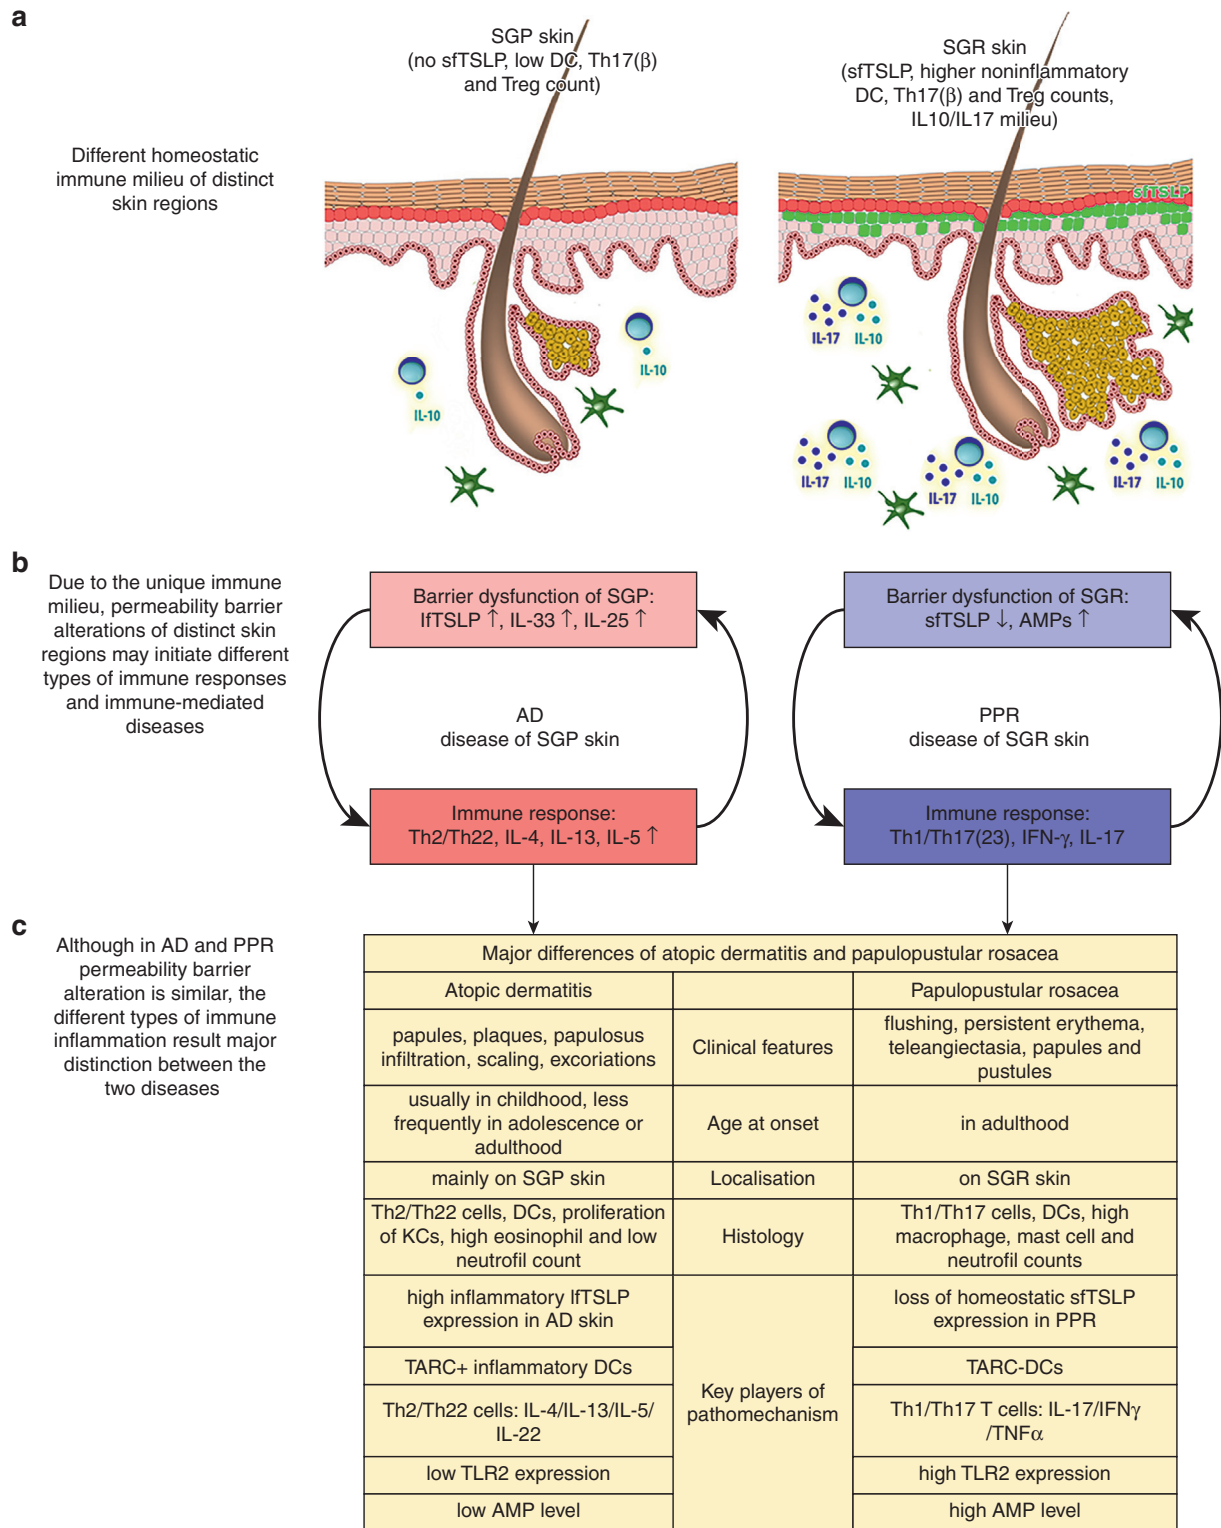 a
SGP skin
(no sfTSLP, low DC, Th17(β)
and Treg count)
SGR skin
(sfTSLP, higher noninflammatory
DC, Th17(β) and Treg counts,
IL10/IL17 milieu)
Different homeostatic
immune milieu of distinct
skin regions
sfTSLP
IL-10
IL-10
IL-17 IL-10
IL-17 IL-10
IL-17 IL-10
IL-17 IL-10
b
Due to the unique immune
milieu, permeability barrier
alterations of distinct skin
regions may initiate different
types of immune responses
and immune-mediated
diseases
Barrier dysfunction of SGP:
lfTSLP ↑, IL-33 ↑, IL-25 ↑
AD
disease of SGP skin
Immune response:
Th2/Th22, IL-4, IL-13, IL-5 ↑
Barrier dysfunction of SGR:
sfTSLP ↓, AMPs ↑
PPR
disease of SGR skin
Immune response:
Th1/Th17(23), IFN-γ, IL-17
c
Although in AD and PPR
permeability barrier
alteration is similar, the
different types of immune
inflammation result major
distinction between the
two diseases
Major differences of atopic dermatitis and papulopustular rosacea
Atopic dermatitis
Papulopustular rosacea
papules, plaques, papulosus
infiltration, scaling, excoriations
Clinical features
flushing, persistent erythema,
teleangiectasia, papules and
pustules
usually in childhood, less
frequently in adolescence or
adulthood
Age at onset
in adulthood
mainly on SGP skin
Localisation
on SGR skin
Th2/Th22 cells, DCs, proliferation
of KCs, high eosinophil and low
neutrofil count
Histology
Th1/Th17 cells, DCs, high
macrophage, mast cell and
neutrofil counts
high inflammatory lfTSLP
expression in AD skin
Key players of
pathomechanism
loss of homeostatic sfTSLP
expression in PPR
TARC+ inflammatory DCs
TARC-DCs
Th2/Th22 cells: IL-4/IL-13/IL-5/
IL-22
Th1/Th17 T cells: IL-17/IFNγ
/TNFα
low TLR2 expression
high TLR2 expression
low AMP level
high AMP level